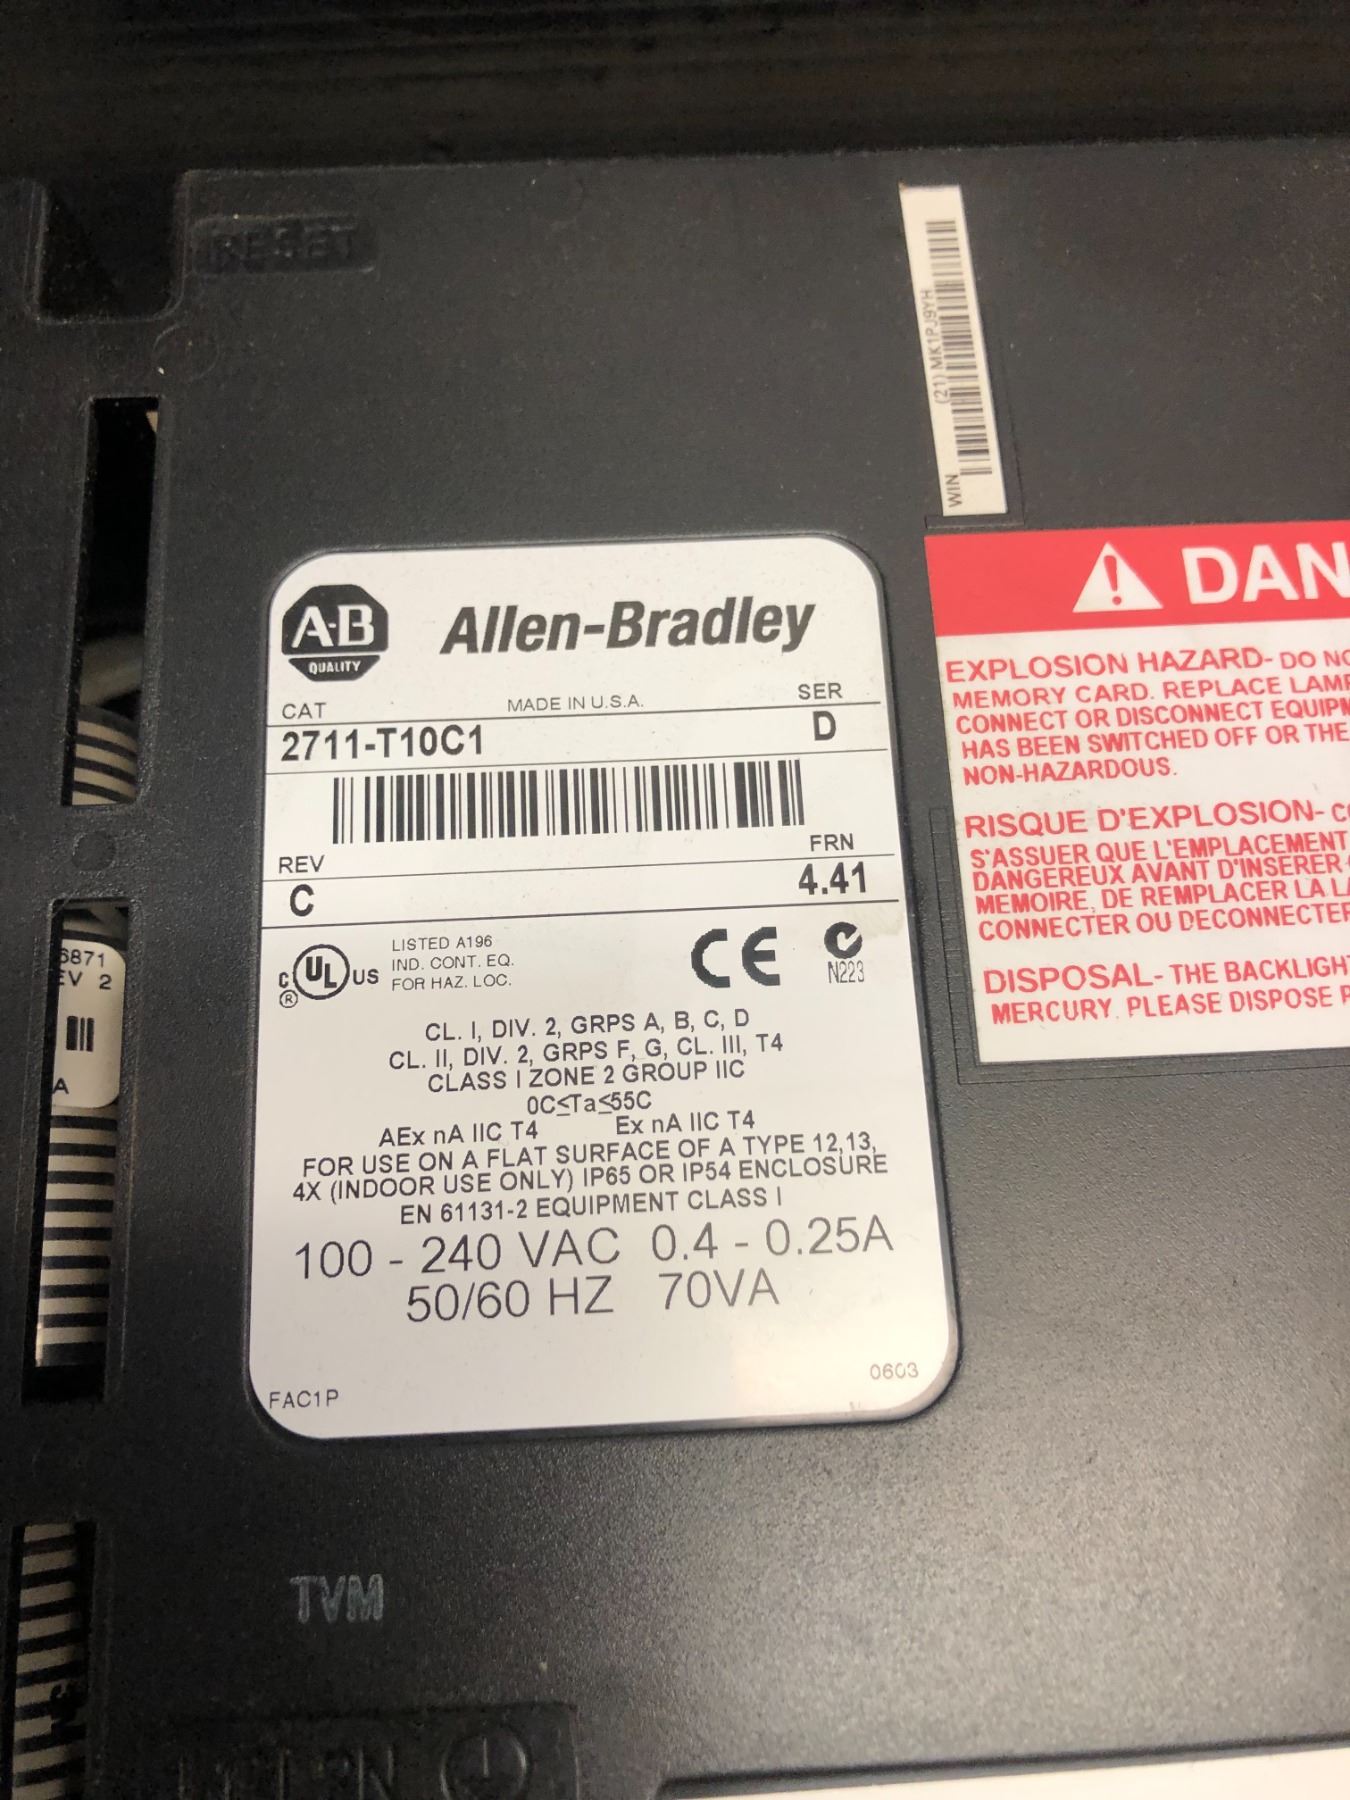 RESET
WIN (21) MK1PJ9YH
A-B
QUALITY
Allen-Bradley
CAT MADE IN U.S.A. SER
2711-T10C1 D
REV FRN
C 4.41
C UL US ®
LISTED A196
IND. CONT. EQ.
FOR HAZ. LOC.
CE
N223
CL. I, DIV. 2, GRPS A, B, C, D
CL. II, DIV. 2, GRPS F, G, CL. III, T4
CLASS I ZONE 2 GROUP IIC
0C≤Ta≤55C
AEx nA IIC T4 Ex nA IIC T4
FOR USE ON A FLAT SURFACE OF A TYPE 12,13,
4X (INDOOR USE ONLY) IP65 OR IP54 ENCLOSURE
EN 61131-2 EQUIPMENT CLASS I
100 - 240 VAC 0.4 - 0.25A
50/60 HZ 70VA
FAC1P 0603
DAN
EXPLOSION HAZARD- DO NO
MEMORY CARD. REPLACE LAMP
CONNECT OR DISCONNECT EQUIPM
HAS BEEN SWITCHED OFF OR THE
NON-HAZARDOUS.
RISQUE D'EXPLOSION- CO
S'ASSUER QUE L'EMPLACEMENT
DANGEREUX AVANT D'INSERER
MEMOIRE, DE REMPLACER LA LA
CONNECTER OU DECONNECTER
DISPOSAL- THE BACKLIGHT
MERCURY. PLEASE DISPOSE P
6871
EV 2
A
TVM